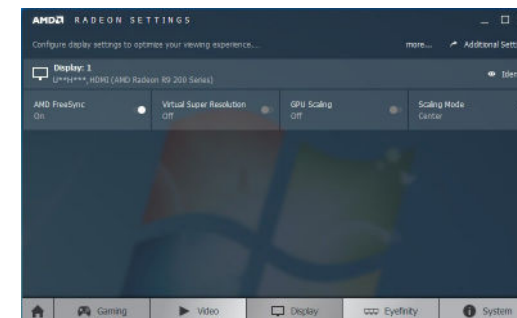 AMD RADEON SETTINGS
Configure display settings to optimize your viewing experience... more... Additional Sett
Display: 1
U**H***, HDMI (AMD Radeon R9 200 Series) Iden
AMD FreeSync Virtual Super Resolution GPU Scaling Scaling Mode
On Off Off Center
Gaming Video Display Eyefinity System